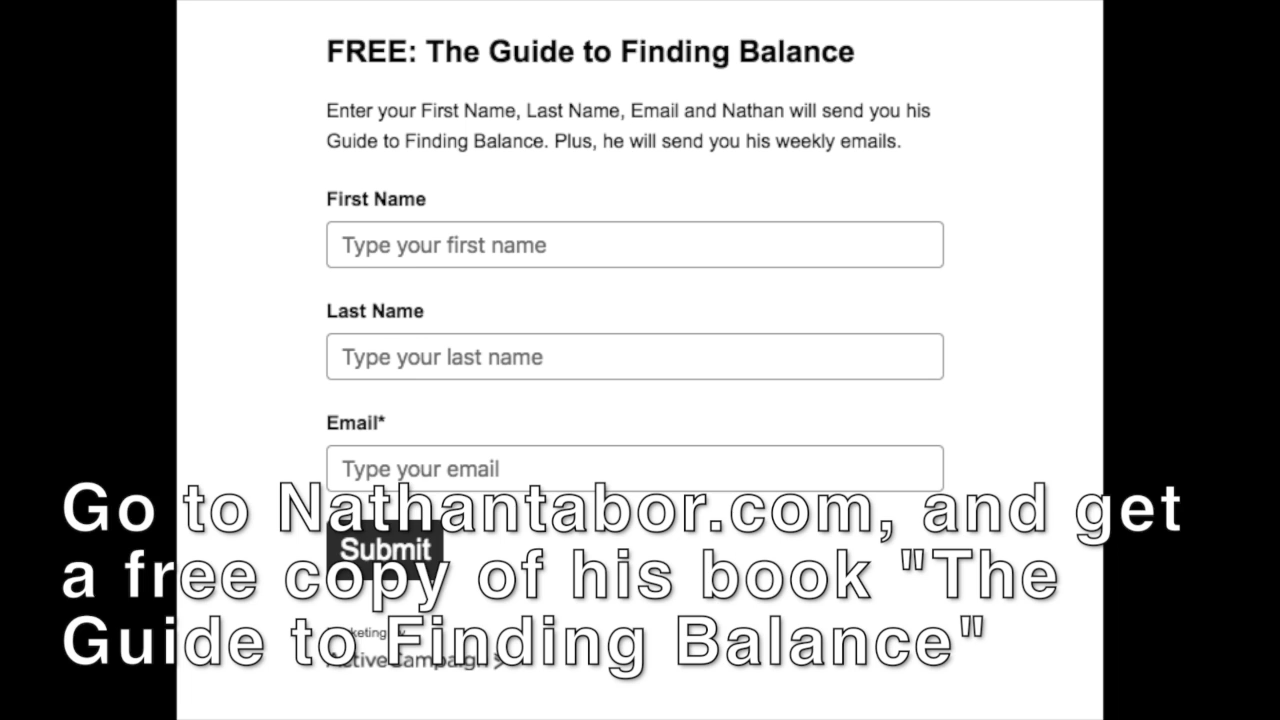 FREE: The Guide to Finding Balance
Enter your First Name, Last Name, Email and Nathan will send you his
Guide to Finding Balance. Plus, he will send you his weekly emails.
First Name
Type your first name
Last Name
Type your last name
Email*
Type your email
Go to Nathantabor.com, and get
Submit
a free copy of his book "The
Marketing by
Guide to Finding Balance"
ActiveCampaign >